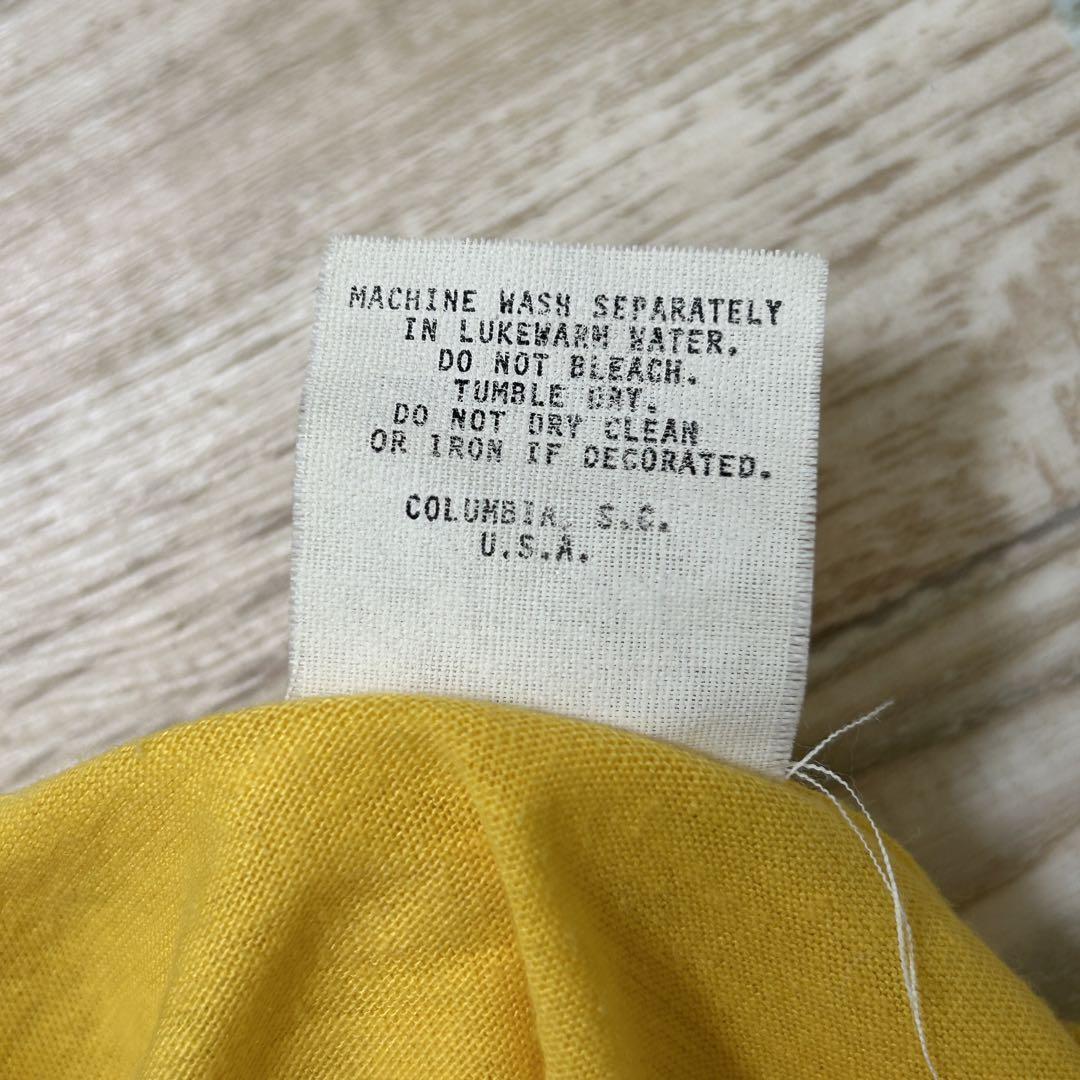 MACHINE WASH SEPARATELY
IN LUKEWARM WATER.
DO NOT BLEACH.
TUMBLE DRY.
DO NOT DRY CLEAN
OR IRON IF DECORATED.
COLUMBIA, S.C.
U.S.A.